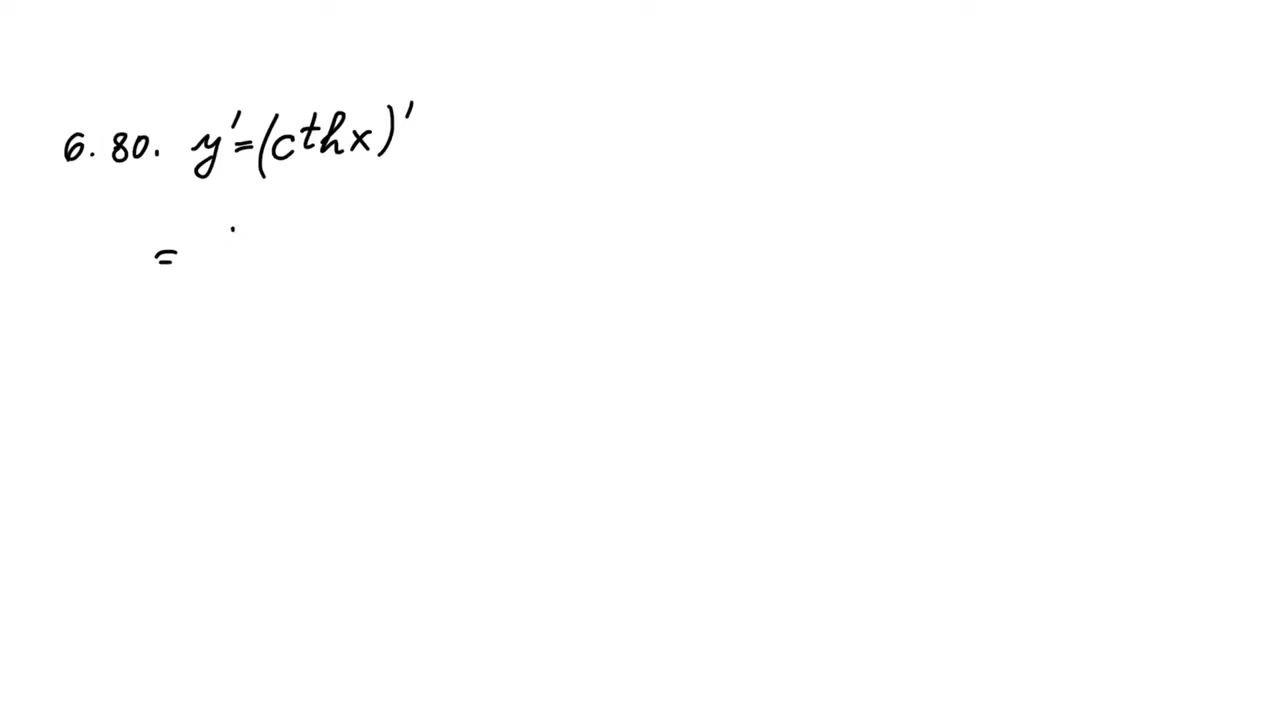 6.80. y'=(cthx)'
=